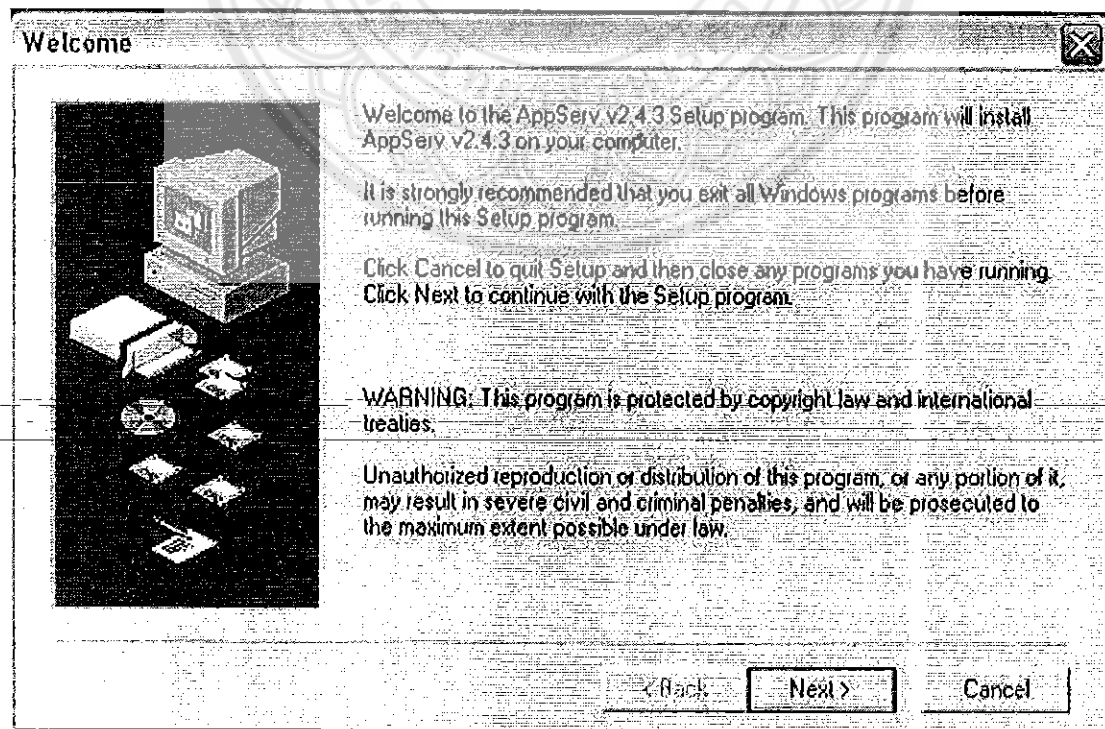 Welcome
Welcome to the AppServ v2.4.3 Setup program. This program will install
AppServ v2.4.3 on your computer.
It is strongly recommended that you exit all Windows programs before
running this Setup program.
Click Cancel to quit Setup and then close any programs you have running.
Click Next to continue with the Setup program.
WARNING: This program is protected by copyright law and international
treaties.
Unauthorized reproduction or distribution of this program, or any portion of it,
may result in severe civil and criminal penalties, and will be prosecuted to
the maximum extent possible under law.
< Back Next > Cancel